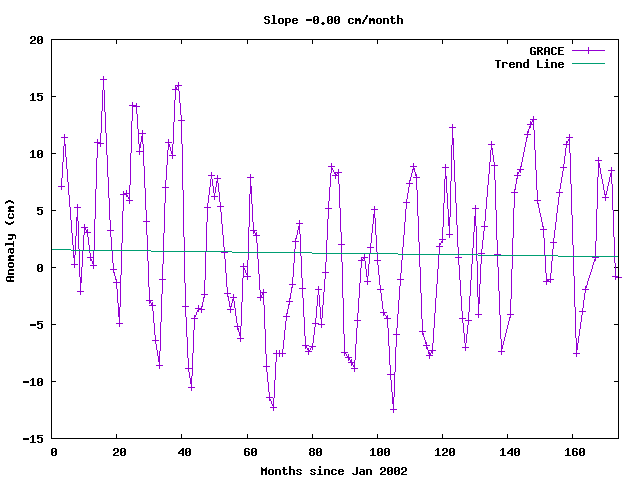 Slope -0.00 cm/month
GRACE
Trend Line
20
15
10
5
0
-5
-10
-15
Anomaly (cm)
0 20 40 60 80 100 120 140 160
Months since Jan 2002